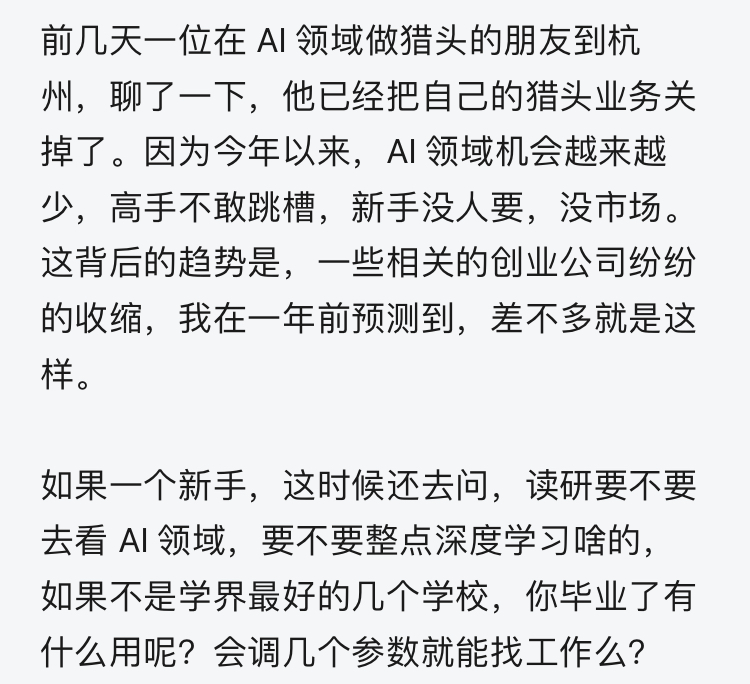 前几天一位在 AI 领域做猎头的朋友到杭
州，聊了一下，他已经把自己的猎头业务关
掉了。因为今年以来，AI 领域机会越来越
少，高手不敢跳槽，新手没人要，没市场。
这背后的趋势是，一些相关的创业公司纷纷
的收缩，我在一年前预测到，差不多就是这
样。
如果一个新手，这时候还去问，读研要不要
去看 AI 领域，要不要整点深度学习啥的，
如果不是学界最好的几个学校，你毕业了有
什么用呢？会调几个参数就能找工作么？